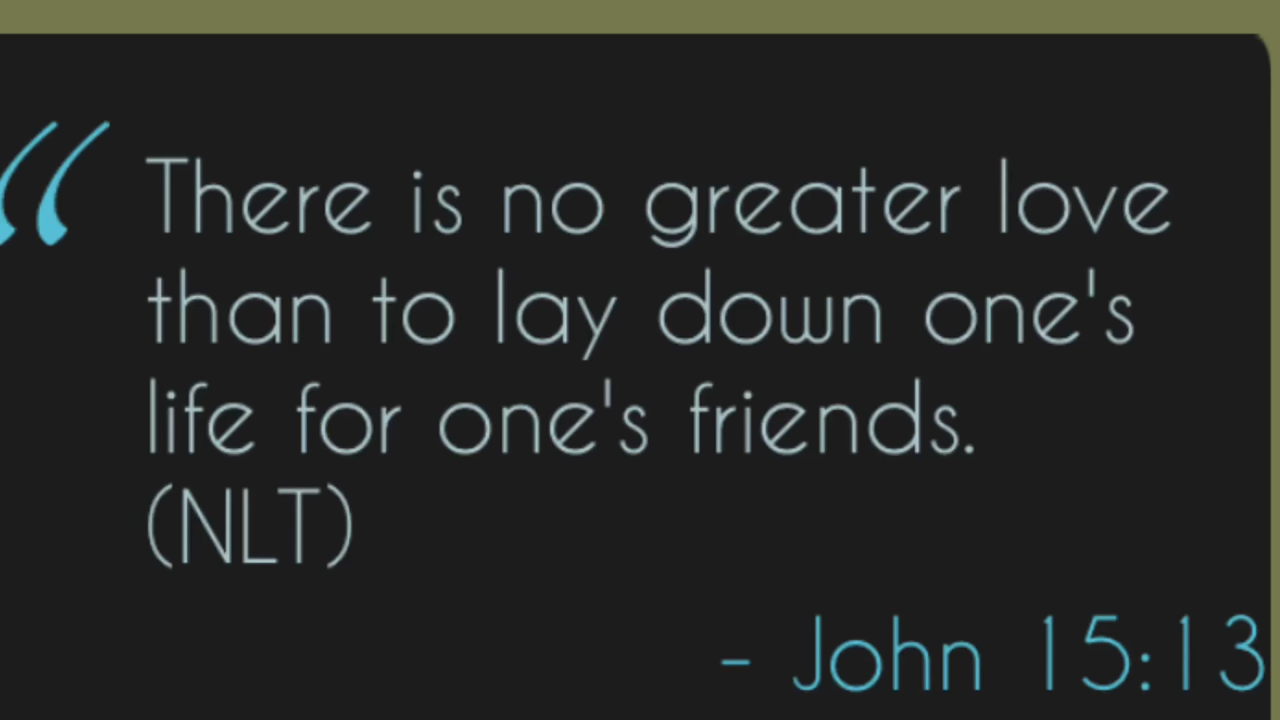 “ There is no greater love
than to lay down one's
life for one's friends.
(NLT)
- John 15:13